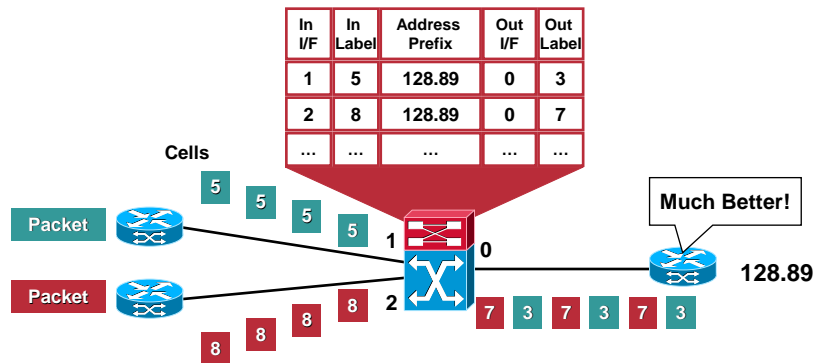 In I/F In Label Address Prefix Out I/F Out Label
1 5 128.89 0 3
2 8 128.89 0 7
... ... ... ... ...
Cells
5 5 5 5
Packet
1
0
Much Better!
128.89
Packet
2
8 8 8 8
7 3 7 3 7 3